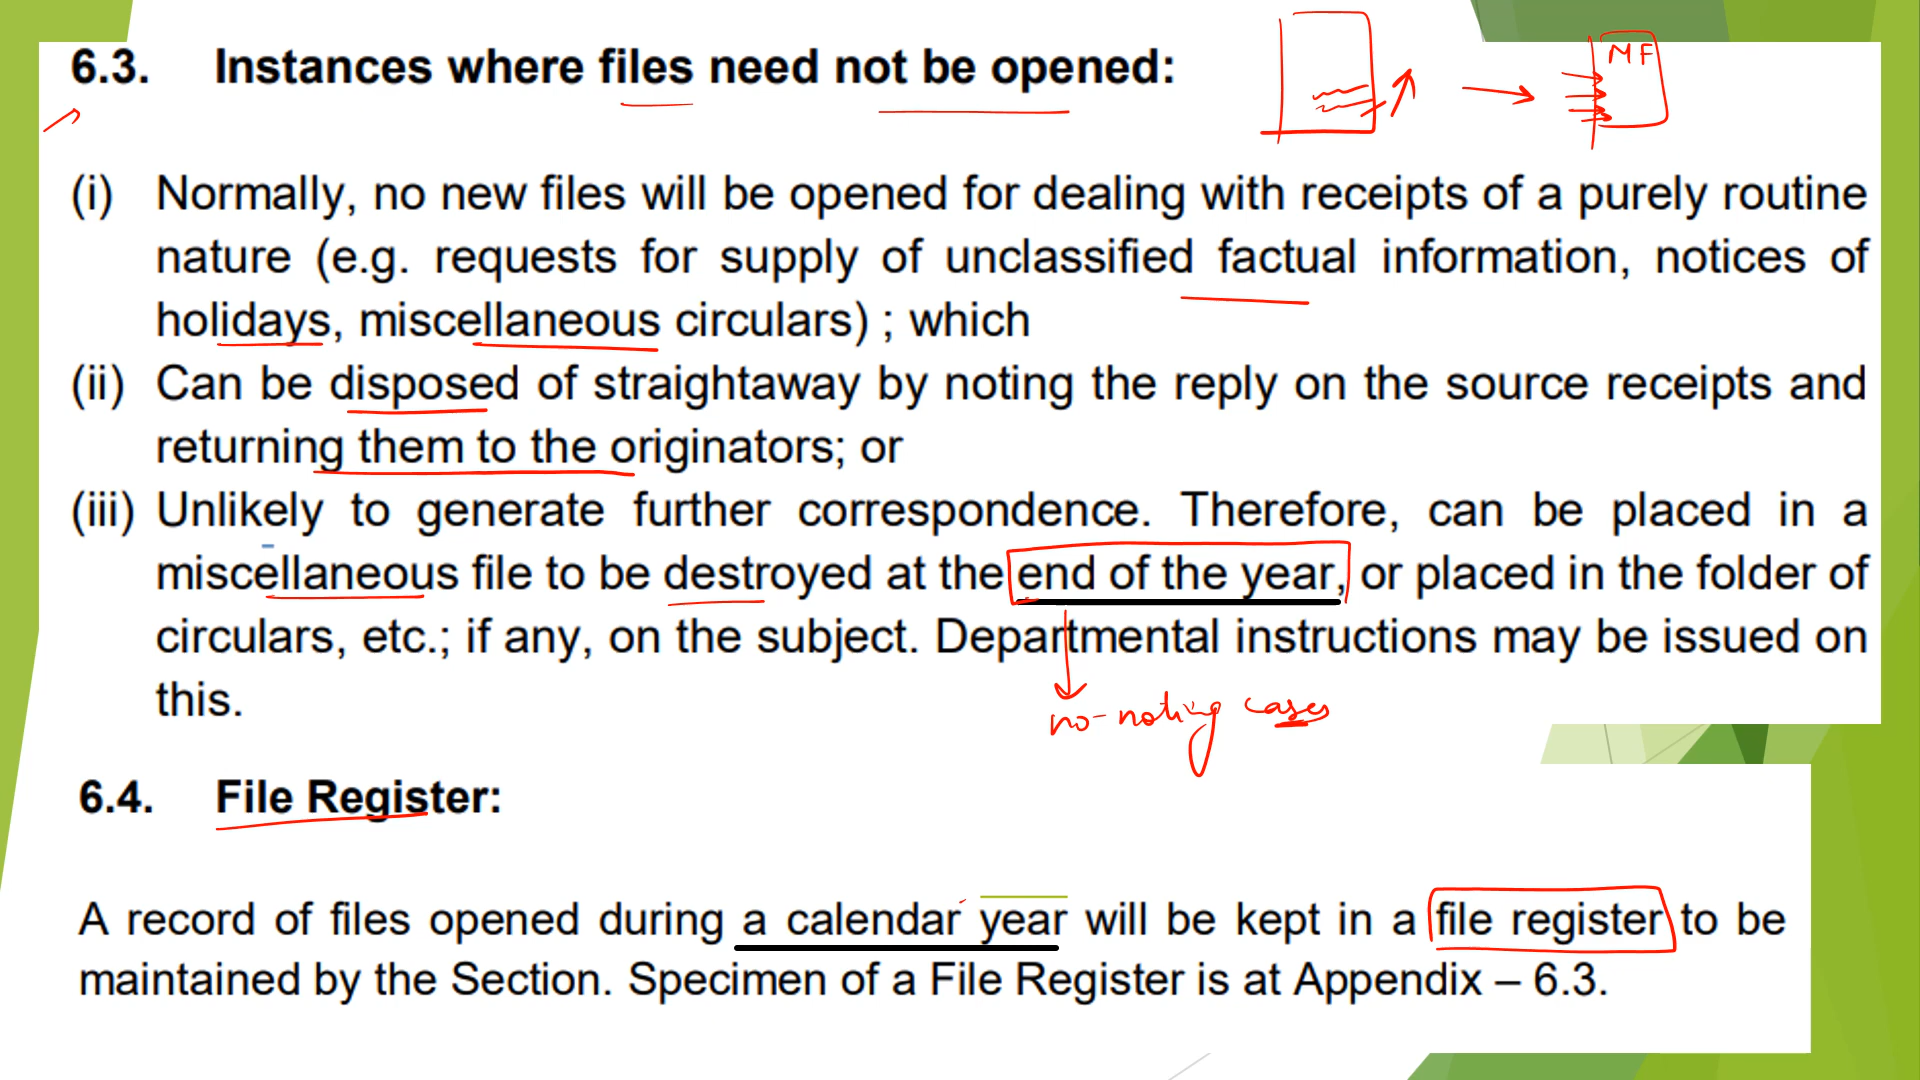 6.3. Instances where files need not be opened:
MF
(i) Normally, no new files will be opened for dealing with receipts of a purely routine
nature (e.g. requests for supply of unclassified factual information, notices of
holidays, miscellaneous circulars) ; which
(ii) Can be disposed of straightaway by noting the reply on the source receipts and
returning them to the originators; or
(iii) Unlikely to generate further correspondence. Therefore, can be placed in a
miscellaneous file to be destroyed at the end of the year, or placed in the folder of
circulars, etc.; if any, on the subject. Departmental instructions may be issued on
this.
no-noting cases
6.4. File Register:
A record of files opened during a calendar year will be kept in a file register to be
maintained by the Section. Specimen of a File Register is at Appendix – 6.3.